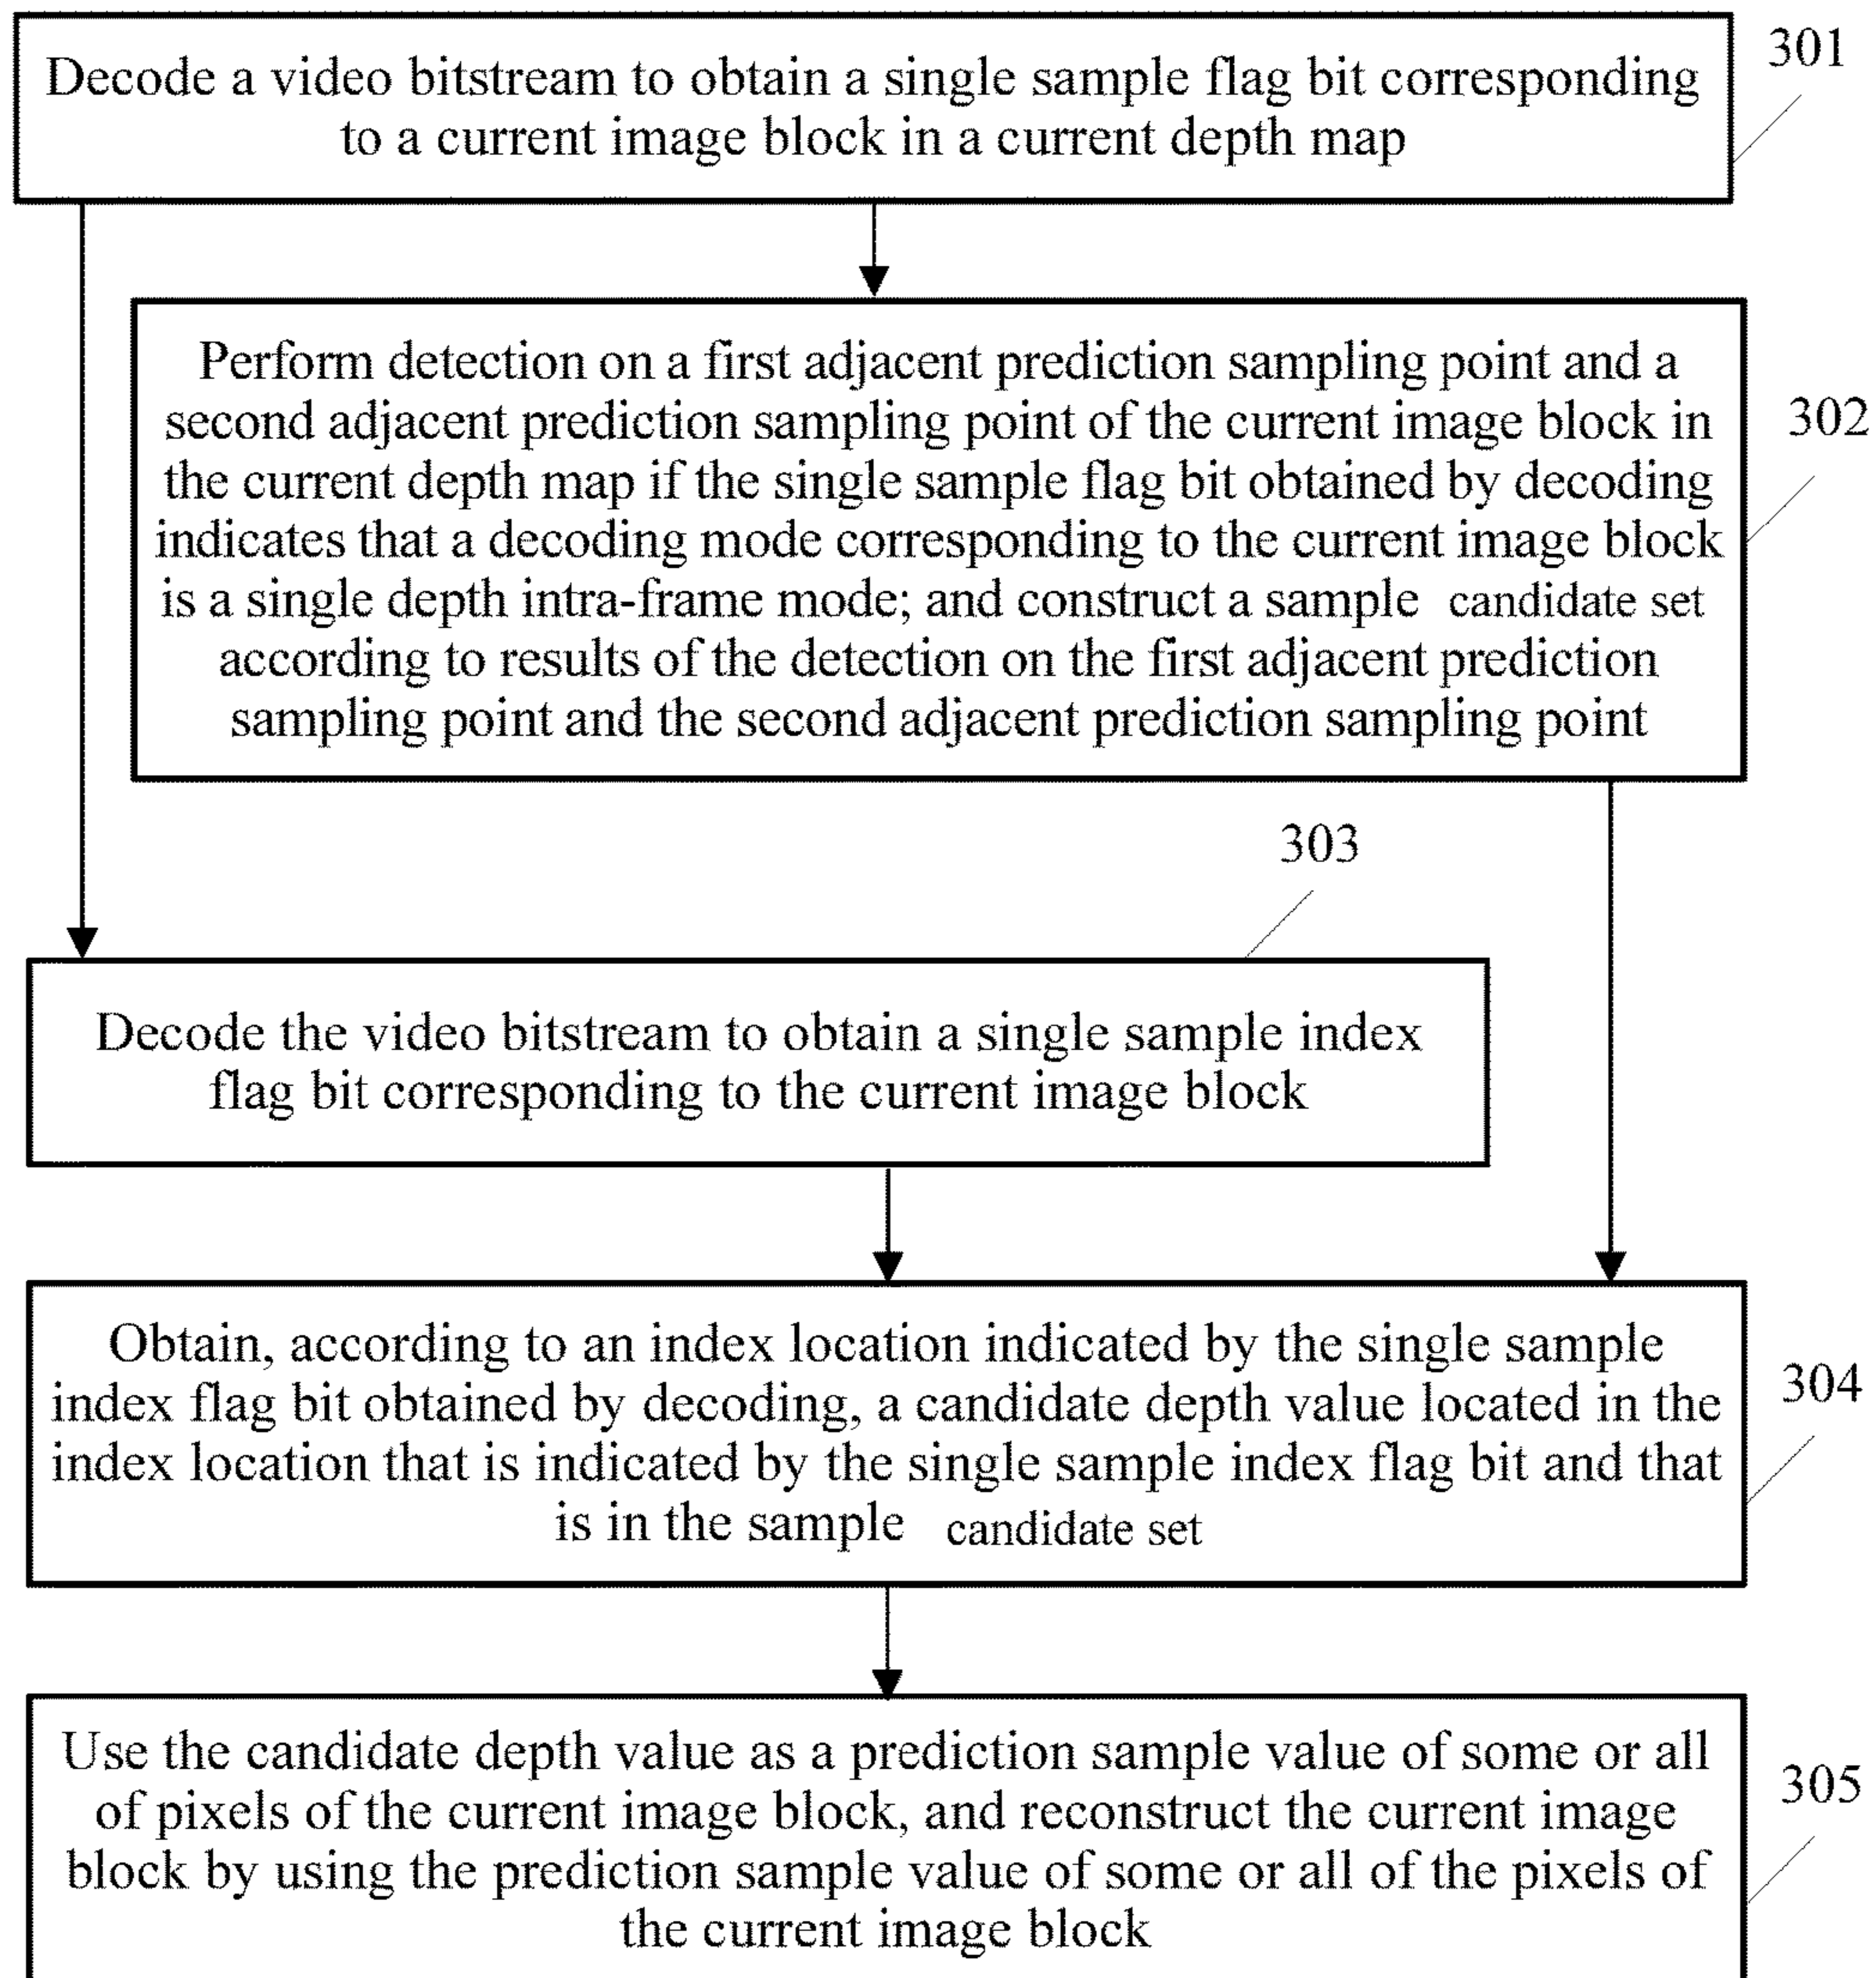 301
Decode a video bitstream to obtain a single sample flag bit corresponding
to a current image block in a current depth map
Perform detection on a first adjacent prediction sampling point and a
second adjacent prediction sampling point of the current image block in
302
the current depth map if the single sample flag bit obtained by decoding
indicates that a decoding mode corresponding to the current image block
is a single depth intra-frame mode; and construct a sample candidate set
according to results of the detection on the first adjacent prediction
sampling point and the second adjacent prediction sampling point
303
Decode the video bitstream to obtain a single sample index
flag bit corresponding to the current image block
Obtain, according to an index location indicated by the single sample
304
index flag bit obtained by decoding, a candidate depth value located in the
index location that is indicated by the single sample index flag bit and that
is in the sample candidate set
Use the candidate depth value as a prediction sample value of some or all
305
of pixels of the current image block, and reconstruct the current image
block by using the prediction sample value of some or all of the pixels of
the current image block